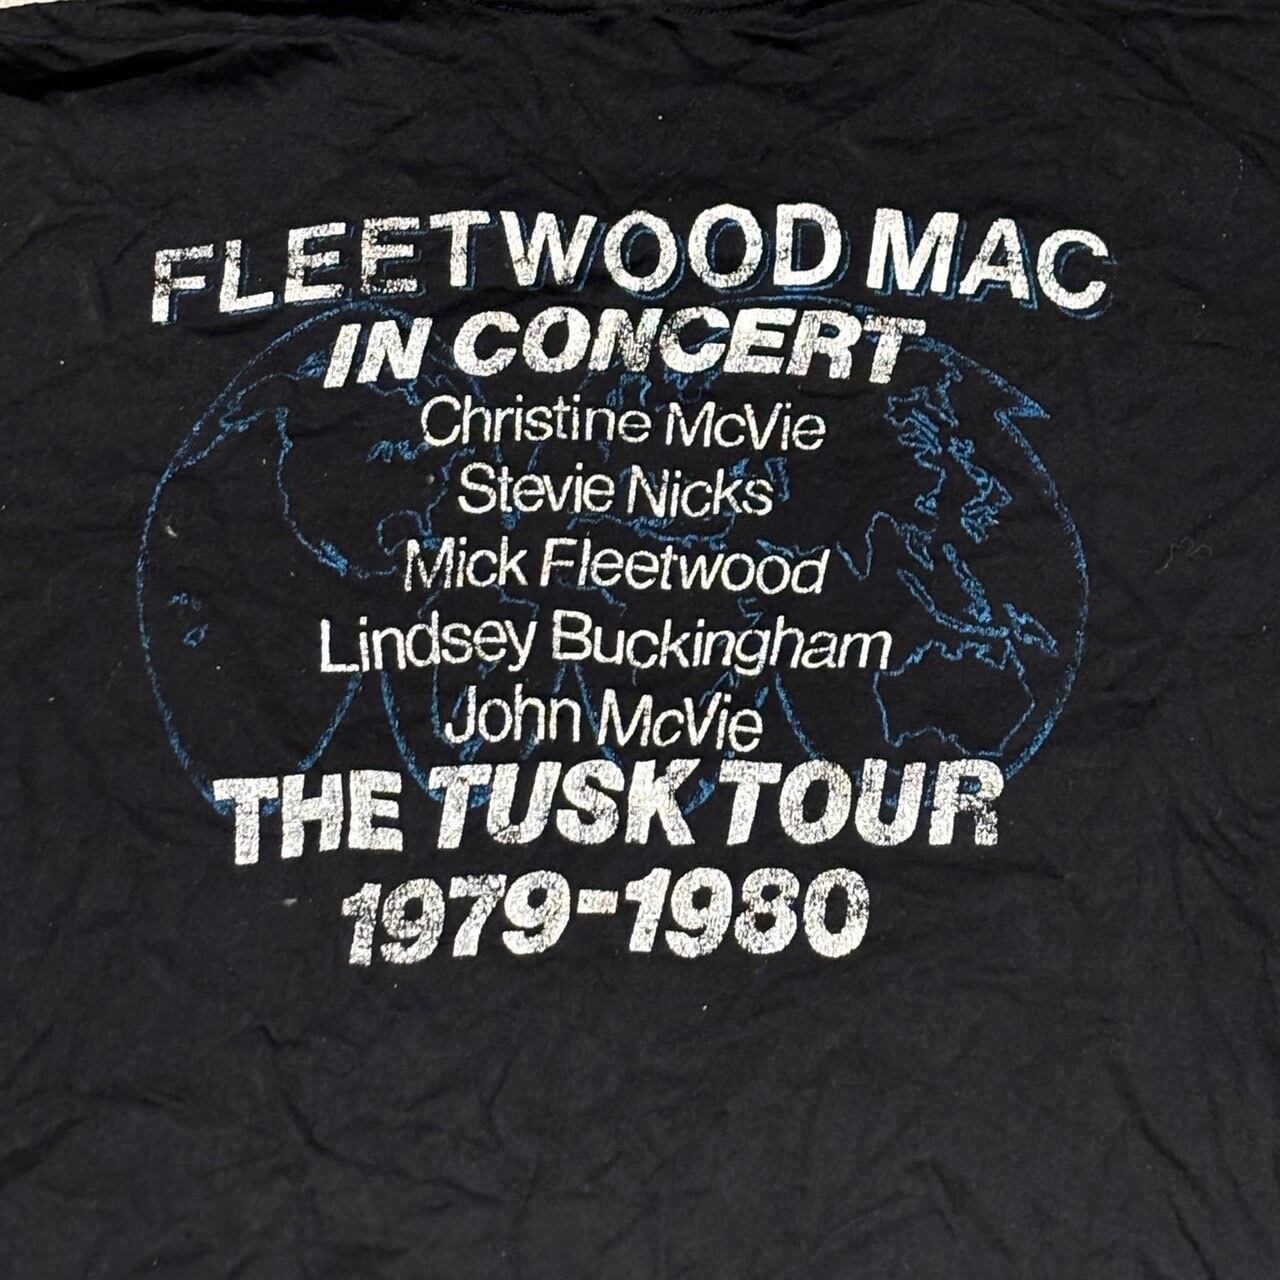 FLEETWOOD MAC
IN CONCERT
Christine McVie
Stevie Nicks
Mick Fleetwood
Lindsey Buckingham
John McVie
THE TUSK TOUR
1979-1980